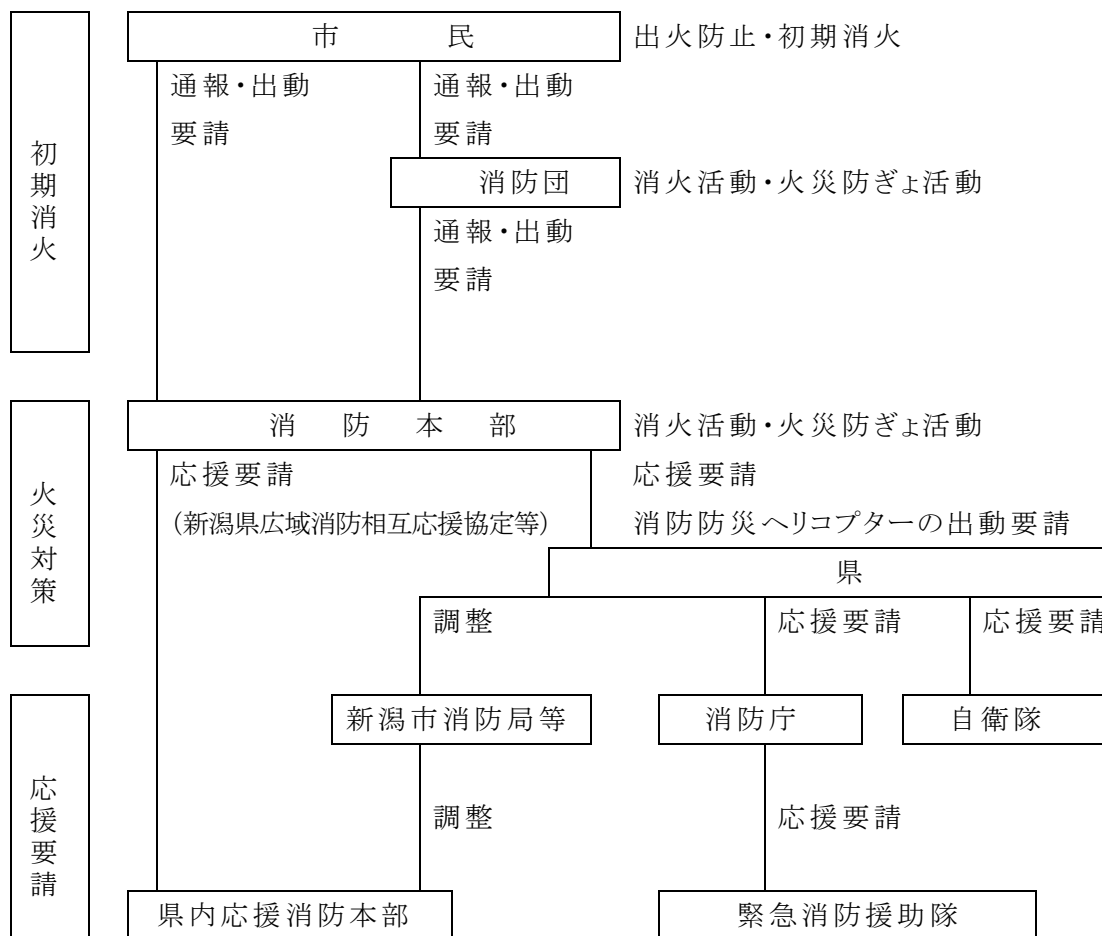 初期消火
市 民
出火防止・初期消火
通報・出動
要請
通報・出動
要請
消防団
消火活動・火災防ぎょ活動
通報・出動
要請
火災対策
消 防 本 部
消火活動・火災防ぎょ活動
応援要請
(新潟県広域消防相互応援協定等)
応援要請
消防防災ヘリコプターの出動要請
県
調整
応援要請
応援要請
応援要請
新潟市消防局等
消防庁
自衛隊
調整
応援要請
県内応援消防本部
緊急消防援助隊